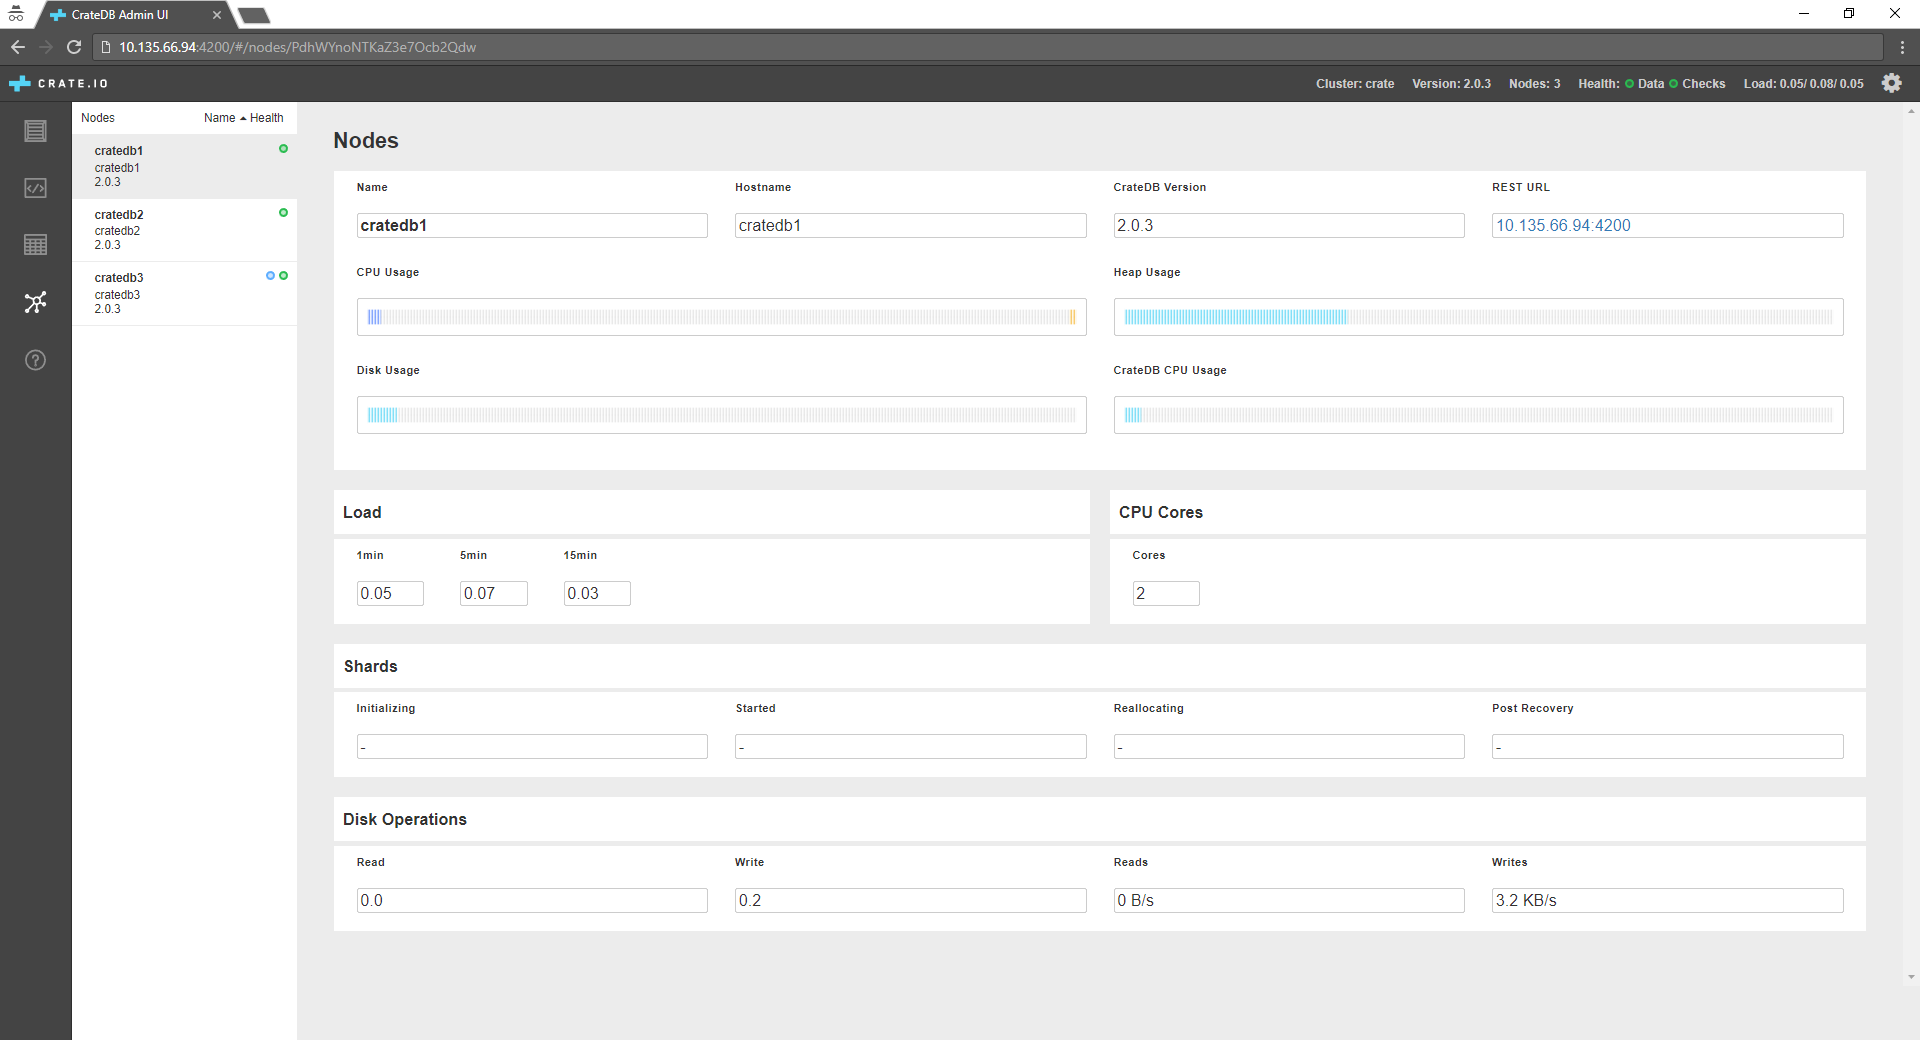 CrateDB Admin UI
10.135.66.94:4200/#/nodes/PdhWYnoNTKaZ3e7Ocb2Qdw
CRATE.IO
Cluster: crate Version: 2.0.3 Nodes: 3 Health: Data Checks Load: 0.05/ 0.08/ 0.05
Nodes Name Health
cratedb1
cratedb1
2.0.3
cratedb2
cratedb2
2.0.3
cratedb3
cratedb3
2.0.3
Nodes
Name Hostname CrateDB Version REST URL
cratedb1 cratedb1 2.0.3 10.135.66.94:4200
CPU Usage Heap Usage
Disk Usage CrateDB CPU Usage
Load
1min 5min 15min
0.05 0.07 0.03
CPU Cores
Cores
2
Shards
Initializing Started Reallocating Post Recovery
- - - -
Disk Operations
Read Write Reads Writes
0.0 0.2 0 B/s 3.2 KB/s